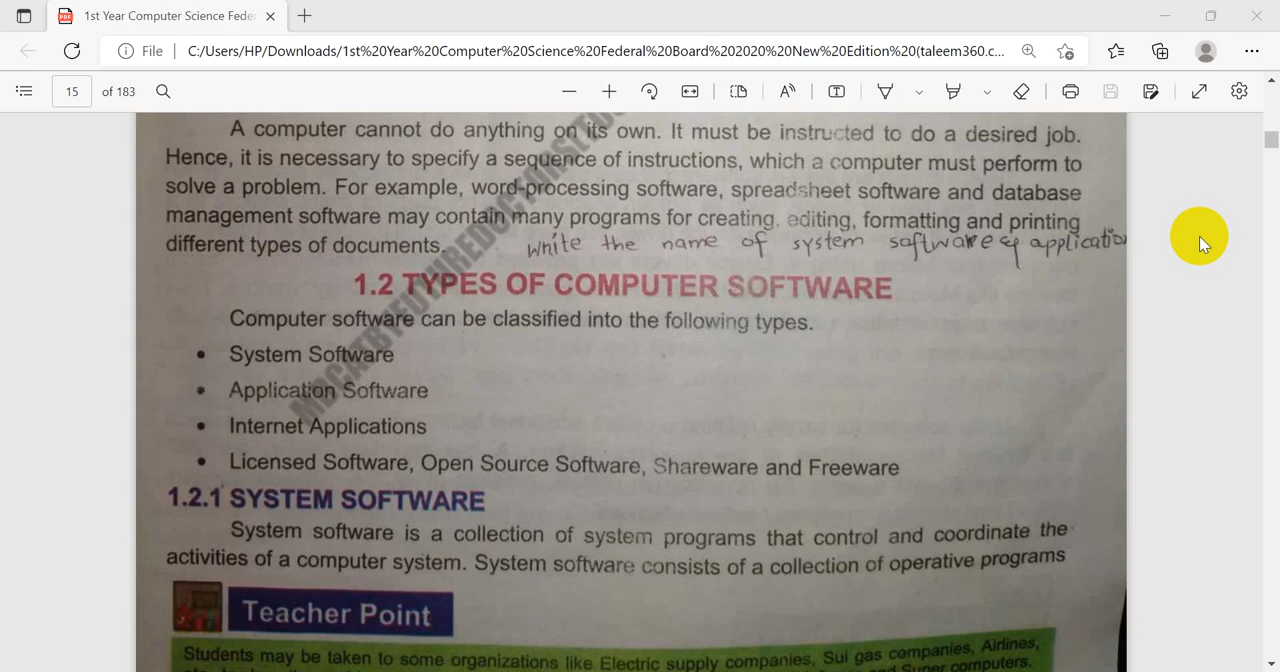 1st Year Computer Science Fede
File
C:/Users/HP/Downloads/1st%20Year%20Computer%20Science%20Federal%20Board%202020%20New%20Edition%20(taleem360.c...
15 of 183
A computer cannot do anything on its own. It must be instructed to do a desired job.
Hence, it is necessary to specify a sequence of instructions, which a computer must perform to
solve a problem. For example, word-processing software, spreadsheet software and database
management software may contain many programs for creating, editing, formatting and printing
different types of documents.
write the name of system software & application
1.2 TYPES OF COMPUTER SOFTWARE
Computer software can be classified into the following types.
• System Software
• Application Software
• Internet Applications
• Licensed Software, Open Source Software, Shareware and Freeware
1.2.1 SYSTEM SOFTWARE
System software is a collection of system programs that control and coordinate the
activities of a computer system. System software consists of a collection of operative programs
Teacher Point
Students may be taken to some organizations like Electric supply companies, Sui gas companies, Airlines,
Super computers.